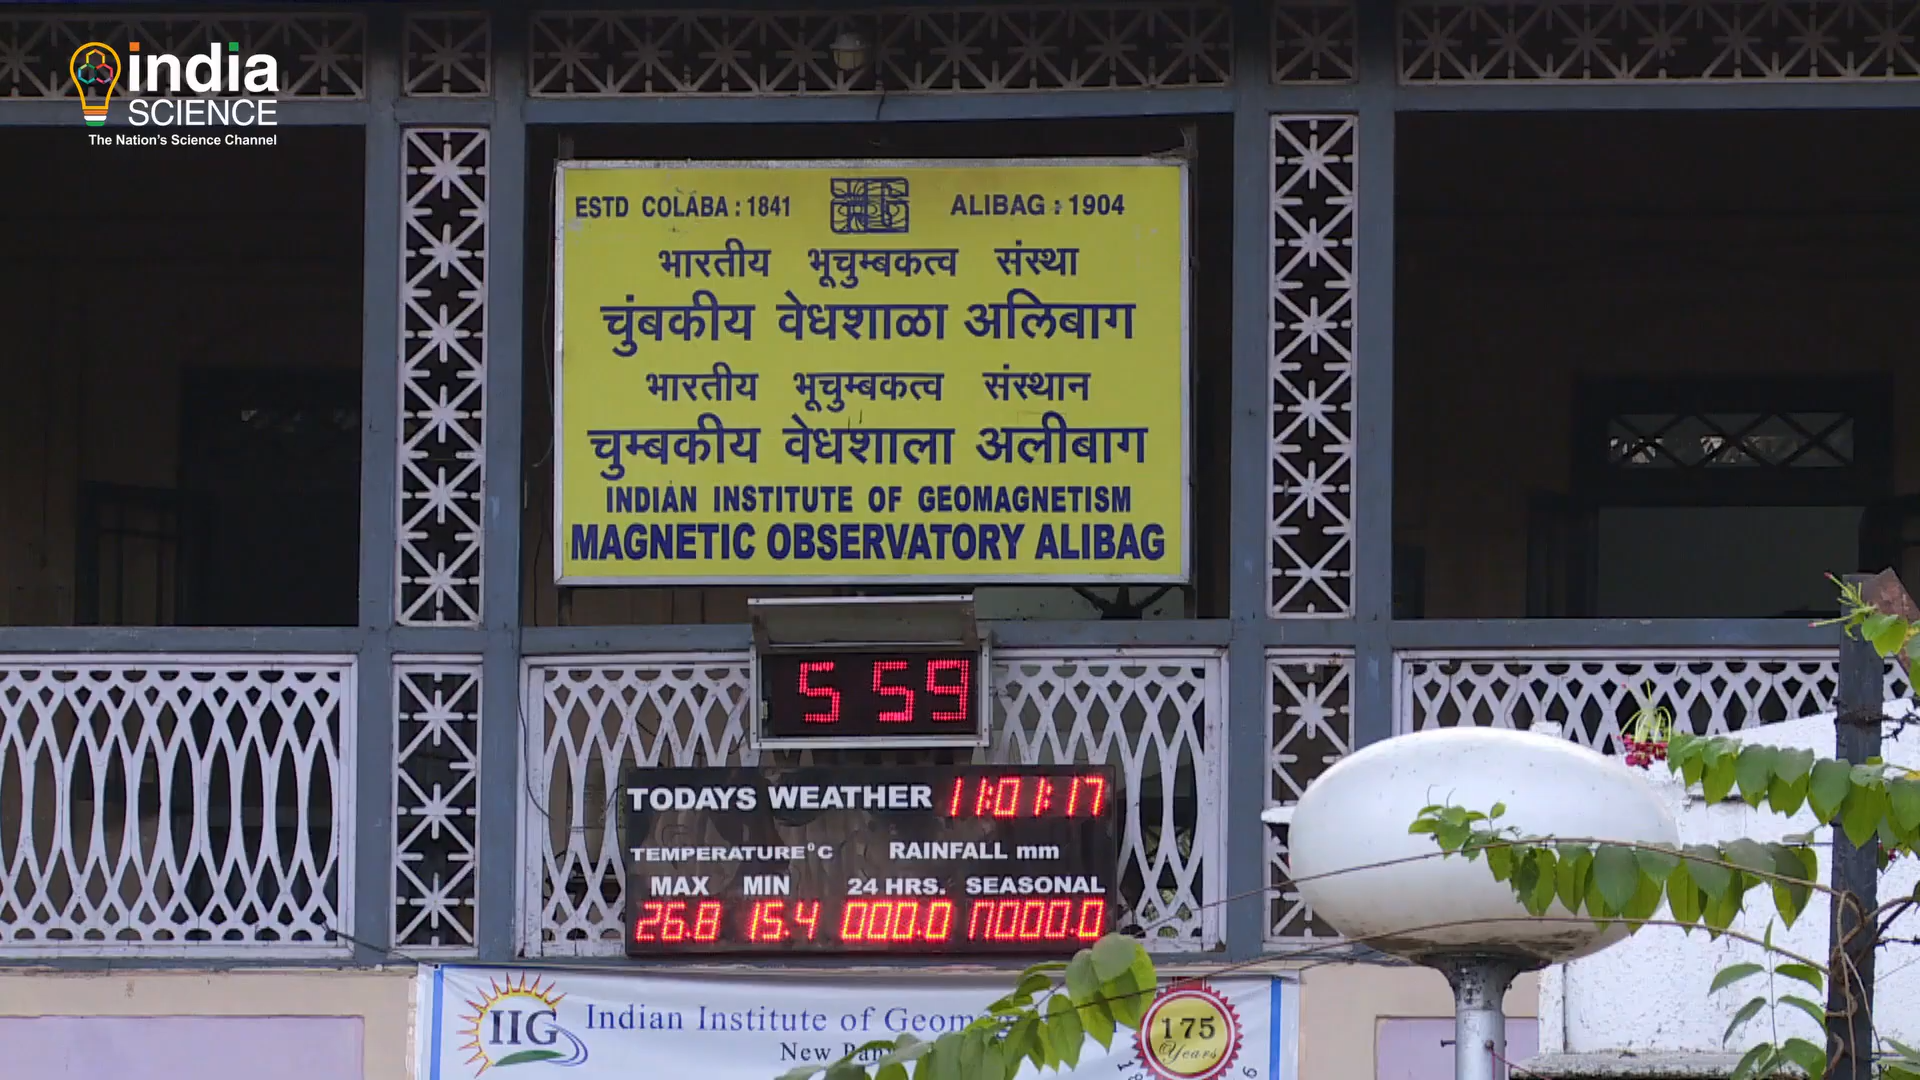 india
SCIENCE
The Nation's Science Channel
ESTD COLABA : 1841 ALIBAG : 1904
भारतीय भूचुम्बकत्व संस्था
चुंबकीय वेधशाळा अलिबाग
भारतीय भूचुम्बकत्व संस्थान
चुम्बकीय वेधशाला अलीबाग
INDIAN INSTITUTE OF GEOMAGNETISM
MAGNETIC OBSERVATORY ALIBAG
5 59
TODAYS WEATHER 11:01:17
TEMPERATURE°C RAINFALL mm
MAX MIN 24 HRS. SEASONAL
26.8 15.4 000.0 0000.0
IIG Indian Institute of
New
175
Years